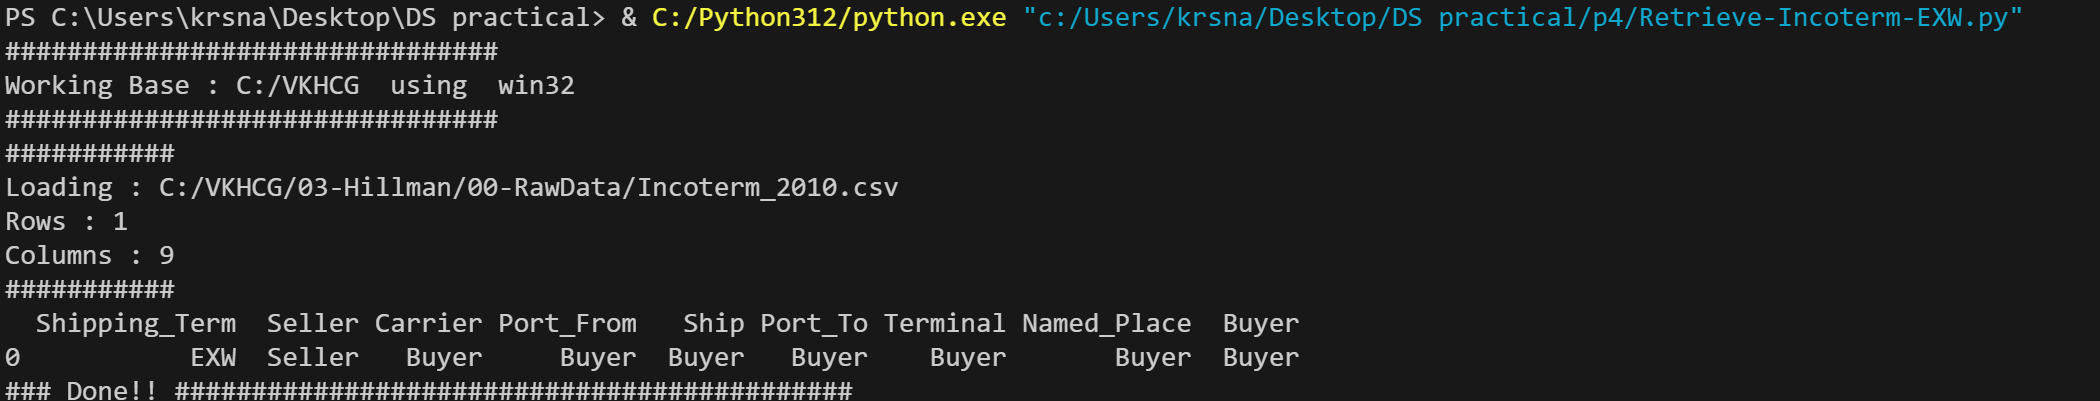 PS C:\Users\krsna\Desktop\DS practical> & C:/Python312/python.exe "c:/Users/krsna/Desktop/DS practical/p4/Retrieve-Incoterm-EXW.py"
################################
Working Base : C:/VKHCG  using  win32
################################
###########
Loading : C:/VKHCG/03-Hillman/00-RawData/Incoterm_2010.csv
Rows : 1
Columns : 9
###########
  Shipping_Term  Seller Carrier Port_From   Ship Port_To Terminal Named_Place  Buyer
0           EXW  Seller   Buyer     Buyer  Buyer   Buyer    Buyer       Buyer  Buyer
### Done!! ############################################